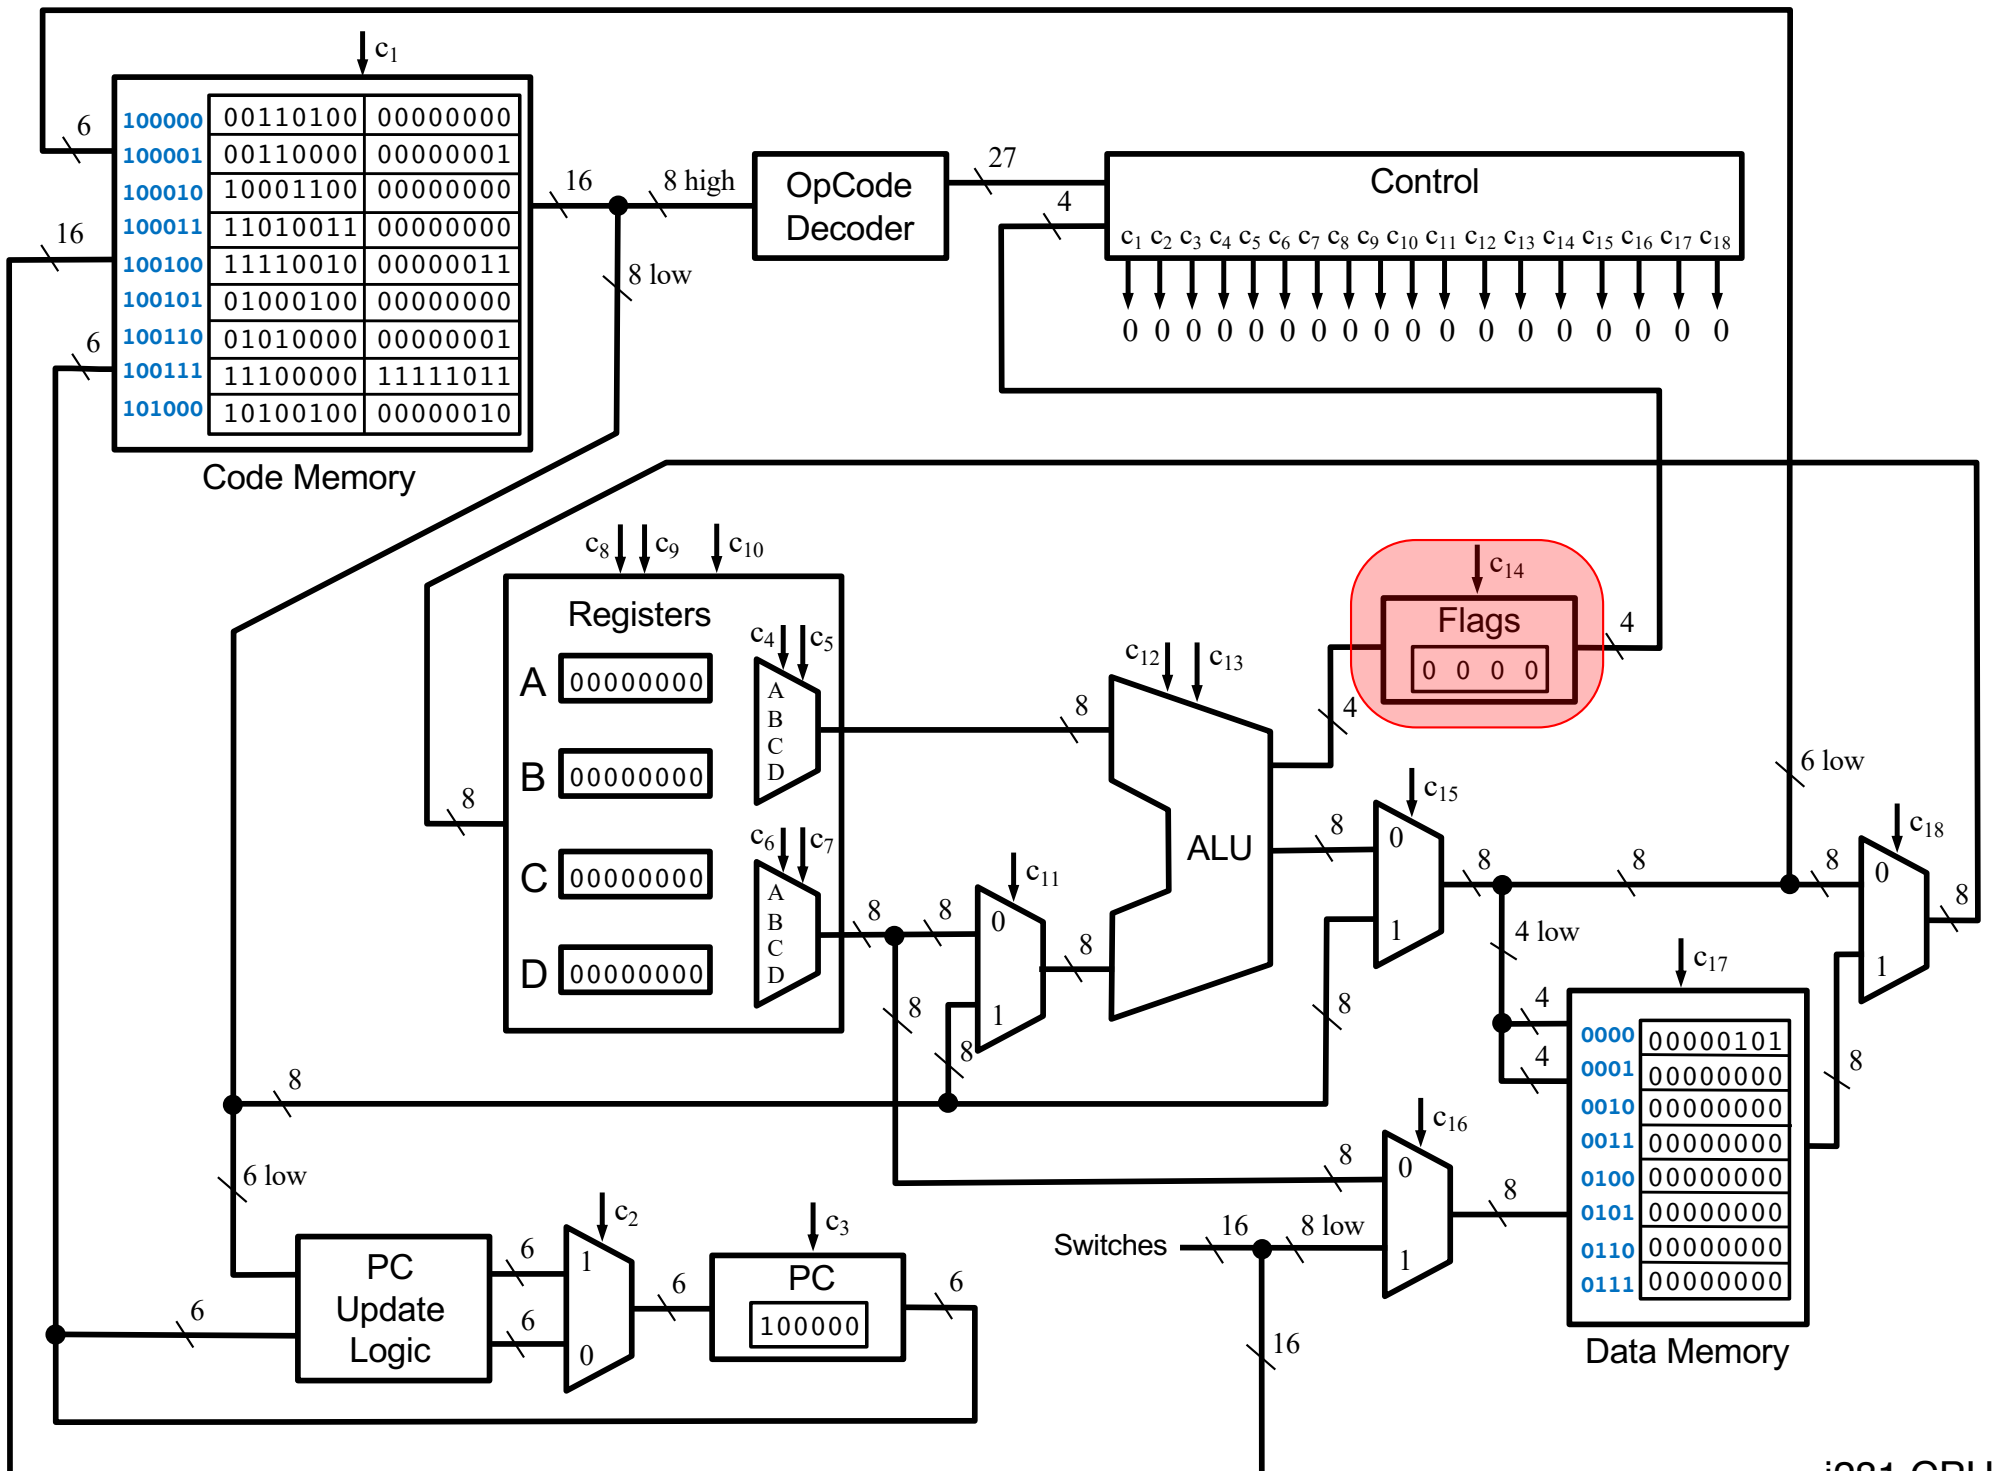 c1
100000 00110100 00000000
100001 00110000 00000001
100010 10001100 00000000
100011 11010011 00000000
100100 11110010 00000011
100101 01000100 00000000
100110 01010000 00000001
100111 11100000 11111011
101000 10100100 00000010
Code Memory
6
16
6
16
8 high
8 low
OpCode
Decoder
27
4
Control
c1 c2 c3 c4 c5 c6 c7 c8 c9 c10 c11 c12 c13 c14 c15 c16 c17 c18
0 0 0 0 0 0 0 0 0 0 0 0 0 0 0 0 0 0
c8 c9 c10
Registers
A 00000000
B 00000000
C 00000000
D 00000000
8
c4 c5
A
B
C
D
c6 c7
A
B
C
D
8
8
8
8
c11
0
1
8
8
c12 c13
ALU
c14
Flags
0 0 0 0
4
4
8
c15
0
1
8
8
8
6 low
8
c18
0
1
8
4 low
4
4
c17
0000 00000101
0001 00000000
0010 00000000
0011 00000000
0100 00000000
0101 00000000
0110 00000000
0111 00000000
Data Memory
8
8
8
c16
0
1
8
Switches
16
8 low
16
6 low
PC
Update
Logic
6
6
6
c2
1
0
6
c3
PC
100000
6